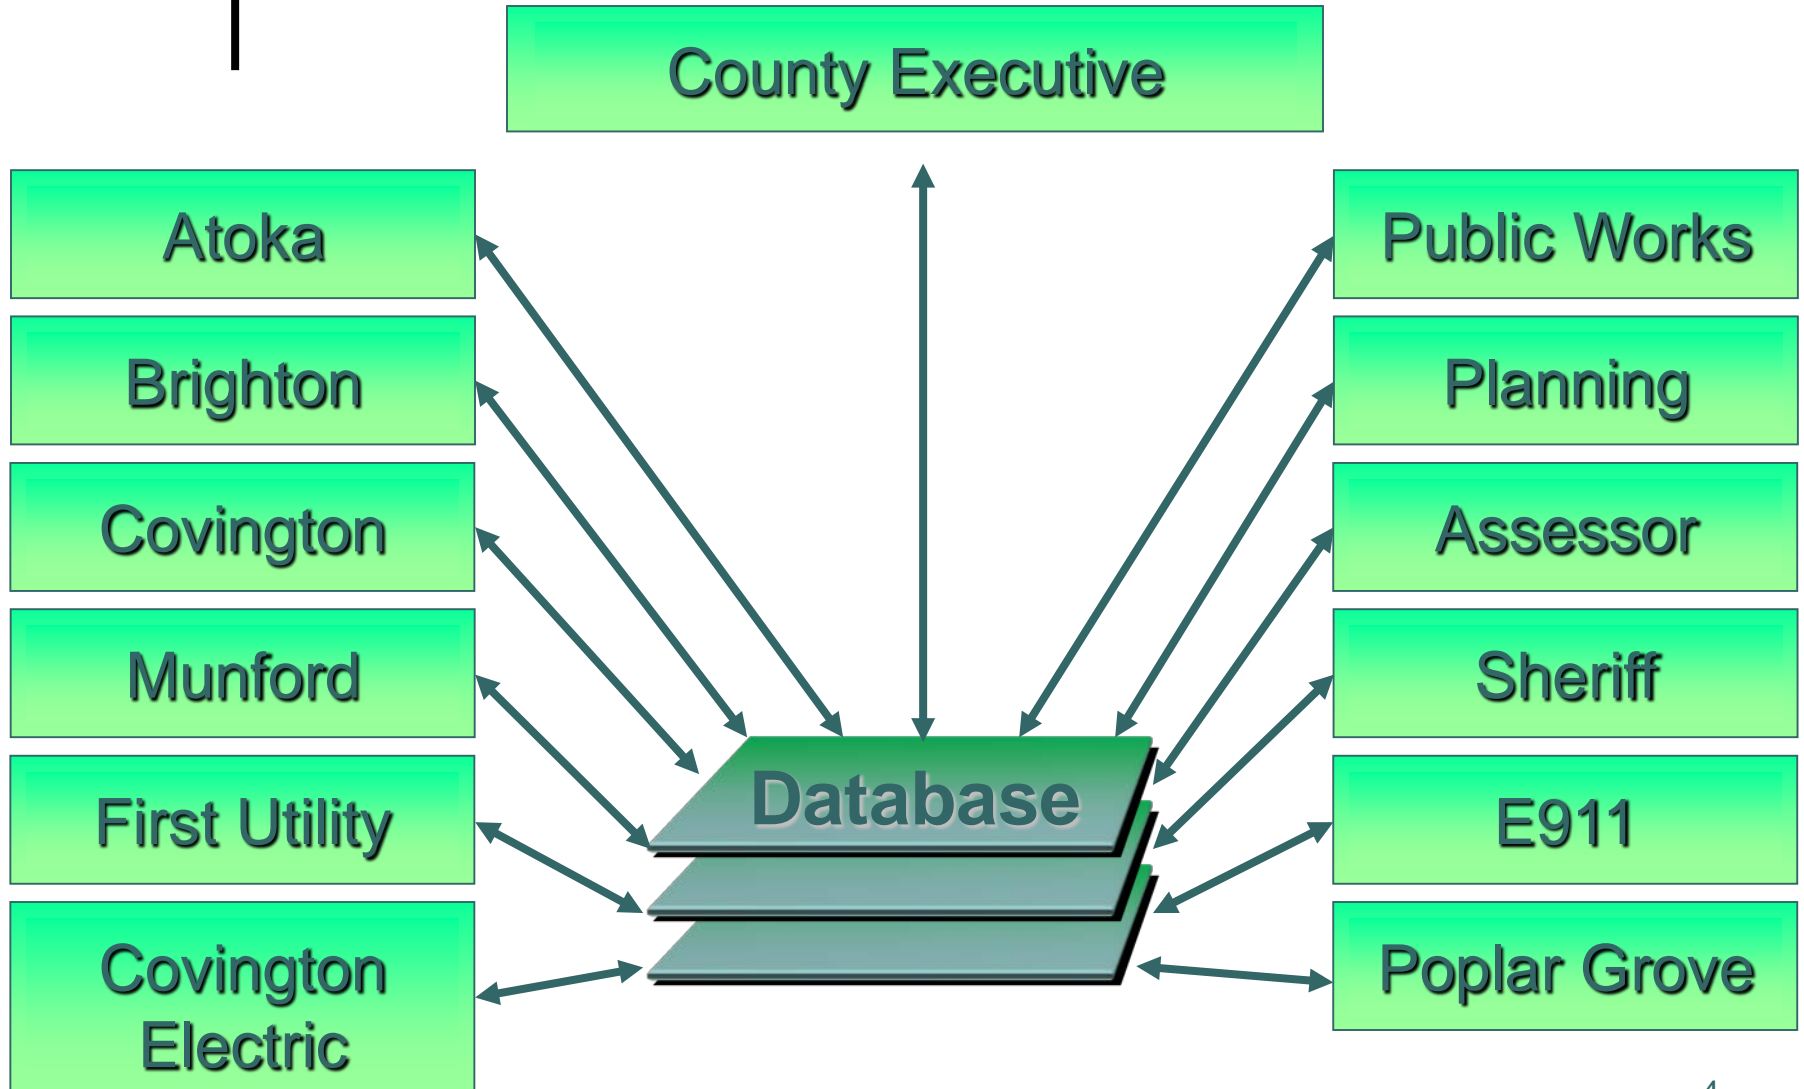 County Executive
Atoka
Brighton
Covington
Munford
First Utility
Covington
Electric
Public Works
Planning
Assessor
Sheriff
E911
Poplar Grove
Database